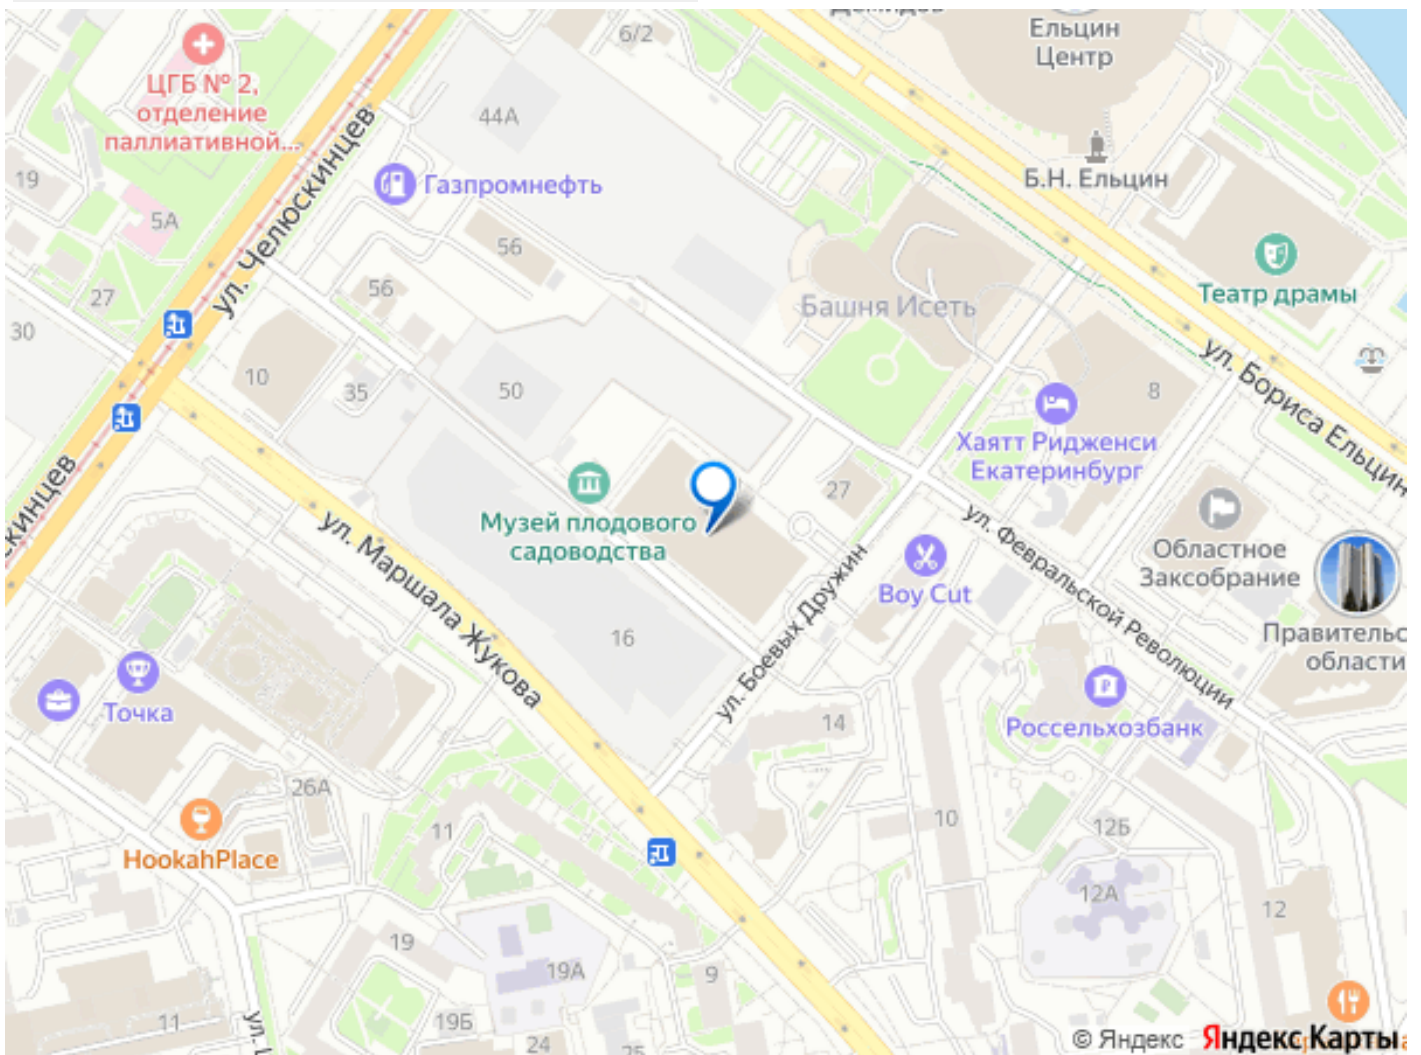 Ельцин
Центр
6/2
ЦГБ № 2,
отделение
паллиативной...
44А
ул. Челюскинцев
Газпромнефть
Б.Н. Ельцин
19
5А
56
56
27
Башня Исеть
Театр драмы
30
10
35
50
8
ул. Бориса Ельцина
Хаятт Ридженси
Екатеринбург
27
Музей плодового
садоводства
ул. Маршала Жукова
ул. Февральской Революции
Областное
Заксобрание
Boy Cut
ул. Боевых Дружин
16
Правительс
области
Точка
14
Россельхозбанк
26А
HookahPlace
11
10
12Б
12А
12
19
19А
9
11
19Б
24
25
© Яндекс Яндекс Карты